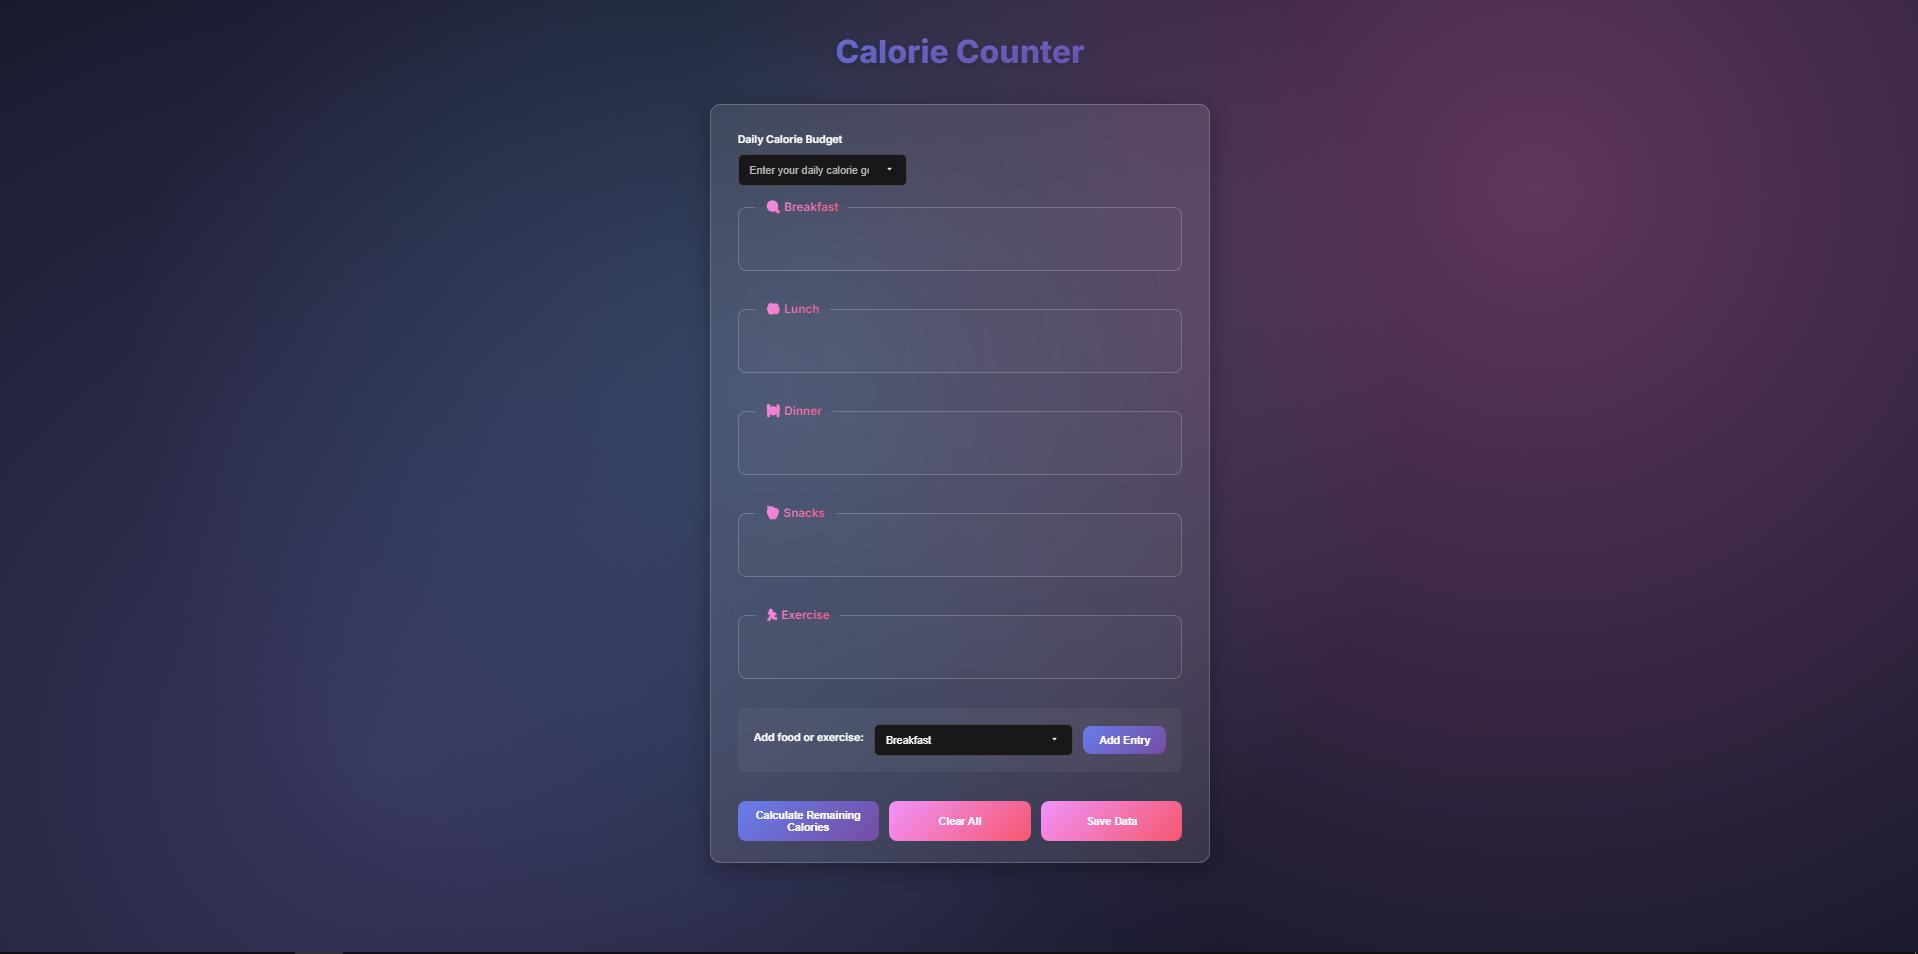 Calorie Counter
Daily Calorie Budget
Enter your daily calorie g
Breakfast
Lunch
Dinner
Snacks
Exercise
Add food or exercise:
Breakfast
Add Entry
Calculate Remaining
Calories
Clear All
Save Data